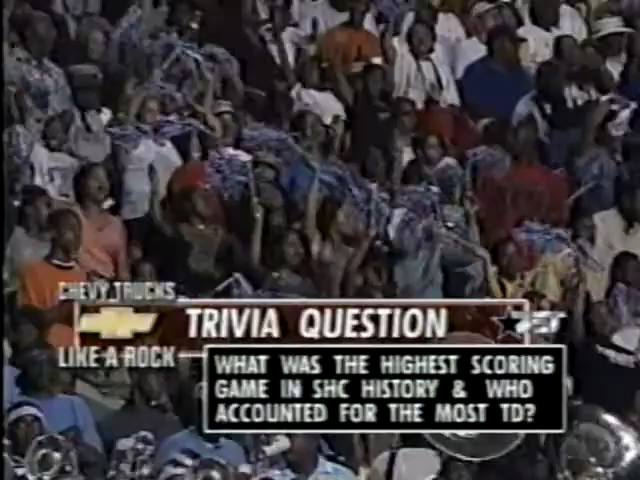 CHEVY TRUCKS
TRIVIA QUESTION
BET
LIKE A ROCK
WHAT WAS THE HIGHEST SCORING
GAME IN SHC HISTORY & WHO
ACCOUNTED FOR THE MOST TD?